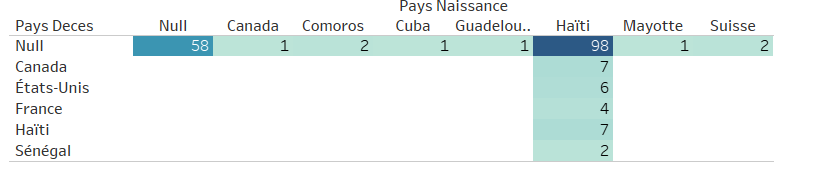 Pays Naissance
Pays Deces Null Canada Comoros Cuba Guadelou.. Haïti Mayotte Suisse
Null 58 1 2 1 1 98 1 2
Canada 7
États-Unis 6
France 4
Haïti 7
Sénégal 2